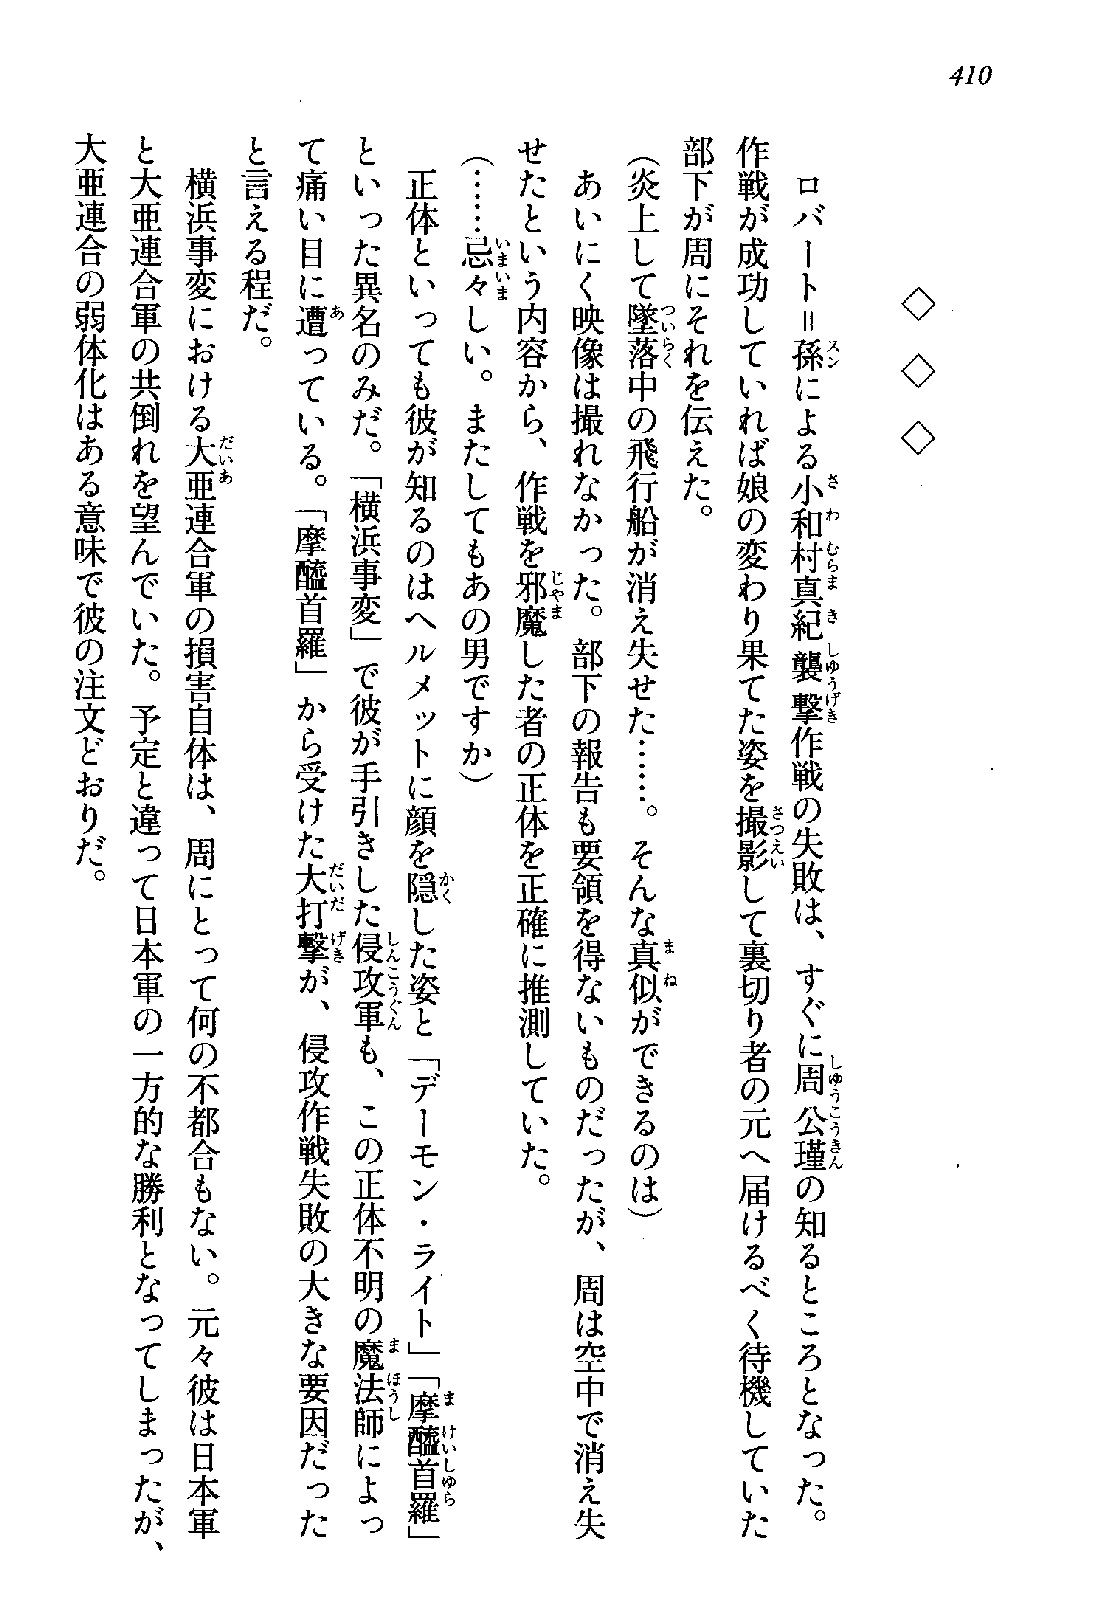 410
◇ ◇ ◇
ロバート＝孫による小和村真紀襲撃作戦の失敗は、すぐに周公瑾の知るところとなった。
作戦が成功していれば娘の変わり果てた姿を撮影して裏切り者の元へ届けるべく待機していた
部下が周にそれを伝えた。
（炎上して墜落中の飛行船が消え失せた……。そんな真似ができるのは）
あいにく映像は撮れなかった。部下の報告も要領を得ないものだったが、周は空中で消え失
せたという内容から、作戦を邪魔した者の正体を正確に推測していた。
（……忌々しい。またしてもあの男ですか）
正体といっても彼が知るのはヘルメットに顔を隠した姿と「デーモン・ライト」「摩醯首羅」
といった異名のみだ。「横浜事変」で彼が手引きした侵攻軍も、この正体不明の魔法師によっ
て痛い目に遭っている。「摩醯首羅」から受けた大打撃が、侵攻作戦失敗の大きな要因だった
と言える程だ。
横浜事変における大亜連合軍の損害自体は、周にとって何の不都合もない。元々彼は日本軍
と大亜連合軍の共倒れを望んでいた。予定と違って日本軍の一方的な勝利となってしまったが、
大亜連合の弱体化はある意味で彼の注文どおりだ。